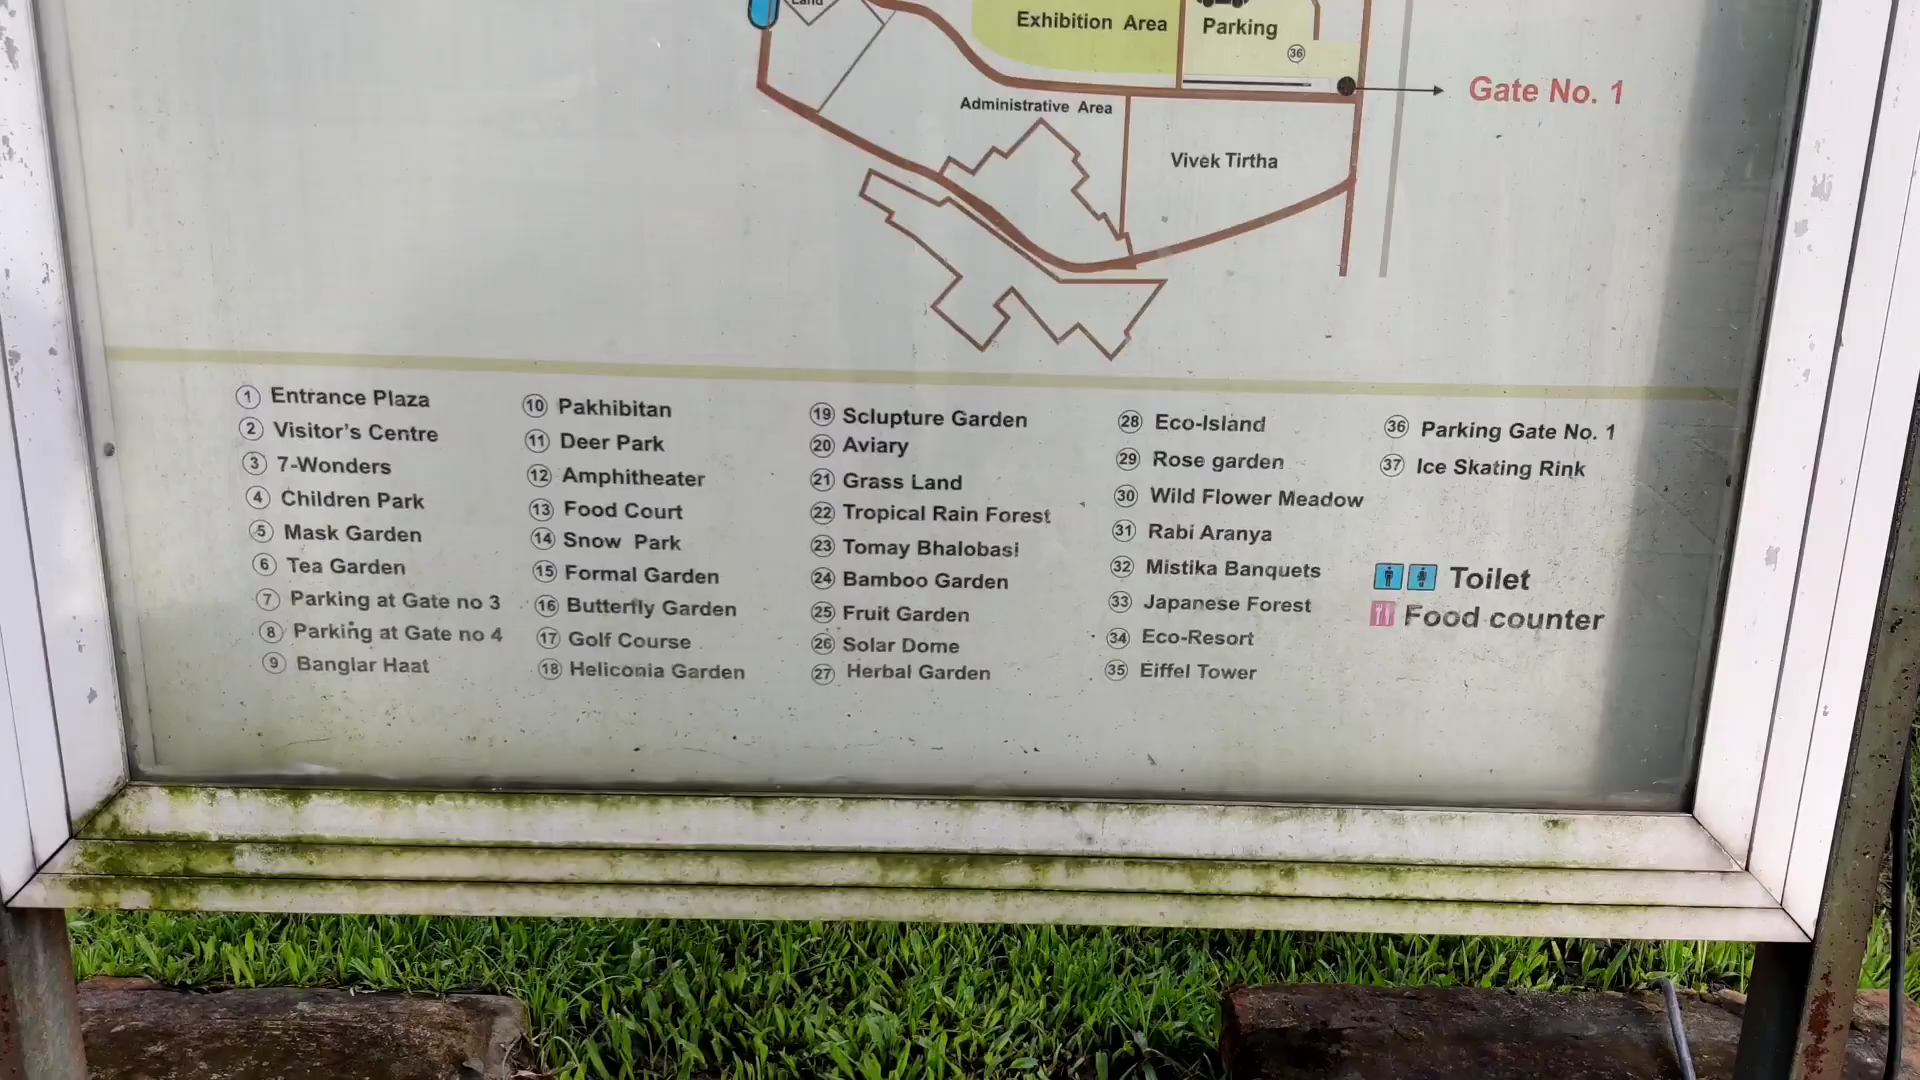 Land
Exhibition Area
Parking
36
Gate No. 1
Administrative Area
Vivek Tirtha
1 Entrance Plaza
2 Visitor's Centre
3 7-Wonders
4 Children Park
5 Mask Garden
6 Tea Garden
7 Parking at Gate no 3
8 Parking at Gate no 4
9 Banglar Haat
10 Pakhibitan
11 Deer Park
12 Amphitheater
13 Food Court
14 Snow Park
15 Formal Garden
16 Butterfly Garden
17 Golf Course
18 Heliconia Garden
19 Sclupture Garden
20 Aviary
21 Grass Land
22 Tropical Rain Forest
23 Tomay Bhalobasi
24 Bamboo Garden
25 Fruit Garden
26 Solar Dome
27 Herbal Garden
28 Eco-Island
29 Rose garden
30 Wild Flower Meadow
31 Rabi Aranya
32 Mistika Banquets
33 Japanese Forest
34 Eco-Resort
35 Eiffel Tower
36 Parking Gate No. 1
37 Ice Skating Rink
Toilet
Food counter